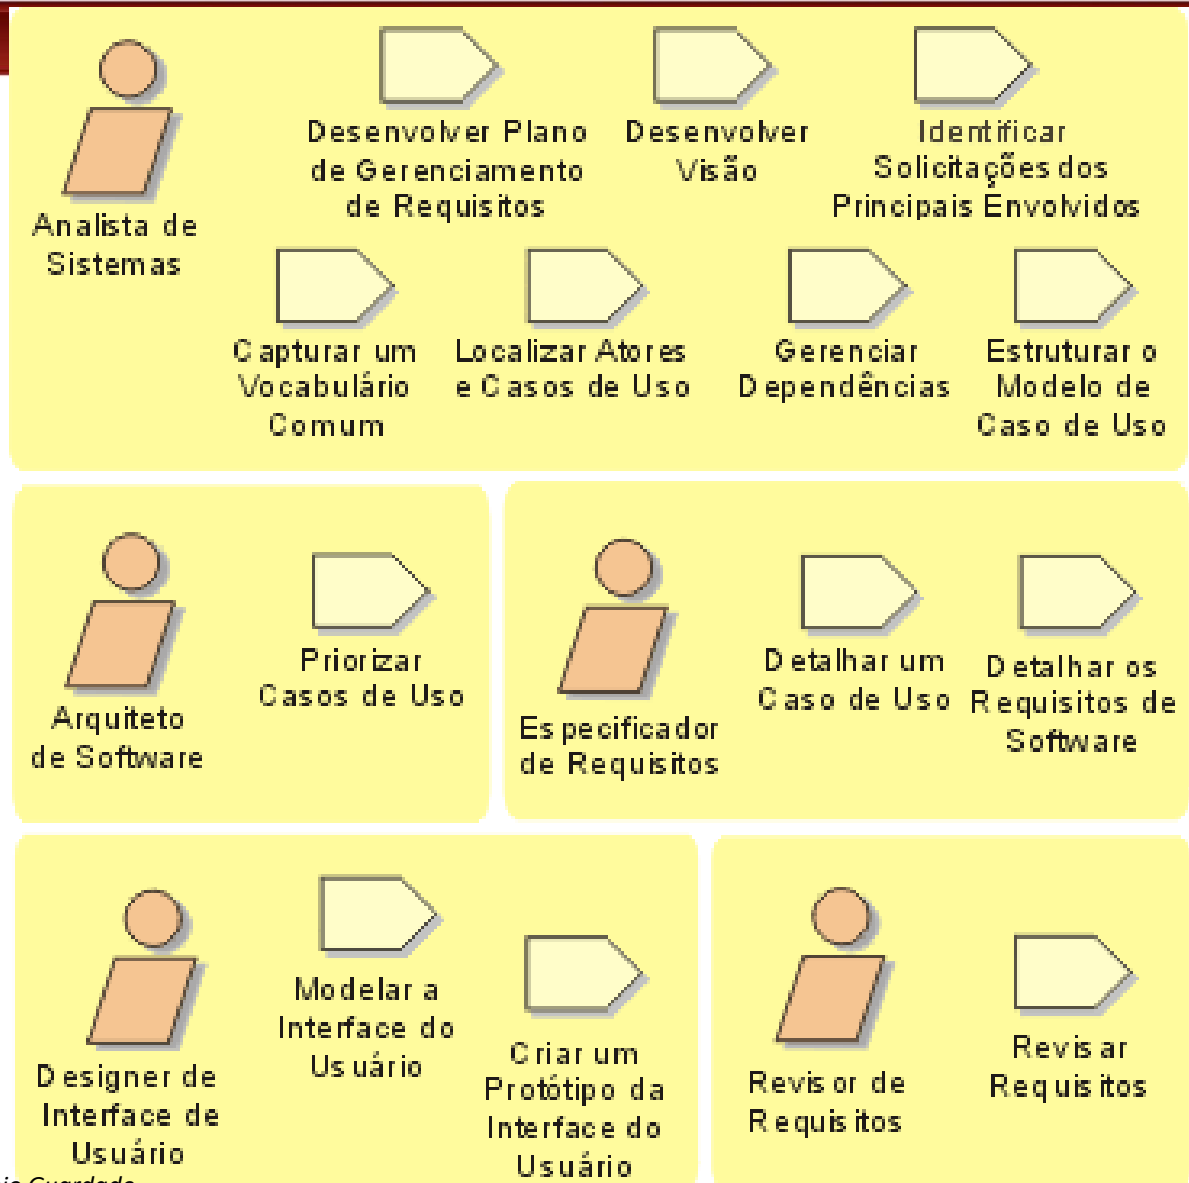 Desenvolver Plano
de Gerenciamento
de Requisitos
Desenvolver
Visão
Identificar
Solicitações dos
Principais Envolvidos
Analista de
Sistemas
Capturar um
Vocabulário
Comum
Localizar Atores
e Casos de Uso
Gerenciar
Dependências
Estruturar o
Modelo de
Caso de Uso
Arquiteto
de Software
Priorizar
Casos de Uso
Especificador
de Requisitos
Detalhar um
Caso de Uso
Detalhar os
Requisitos de
Software
Designer de
Interface de
Usuário
Modelar a
Interface do
Usuário
Criar um
Protótipo da
Interface do
Usuário
Revisor de
Requisitos
Revisar
Requisitos